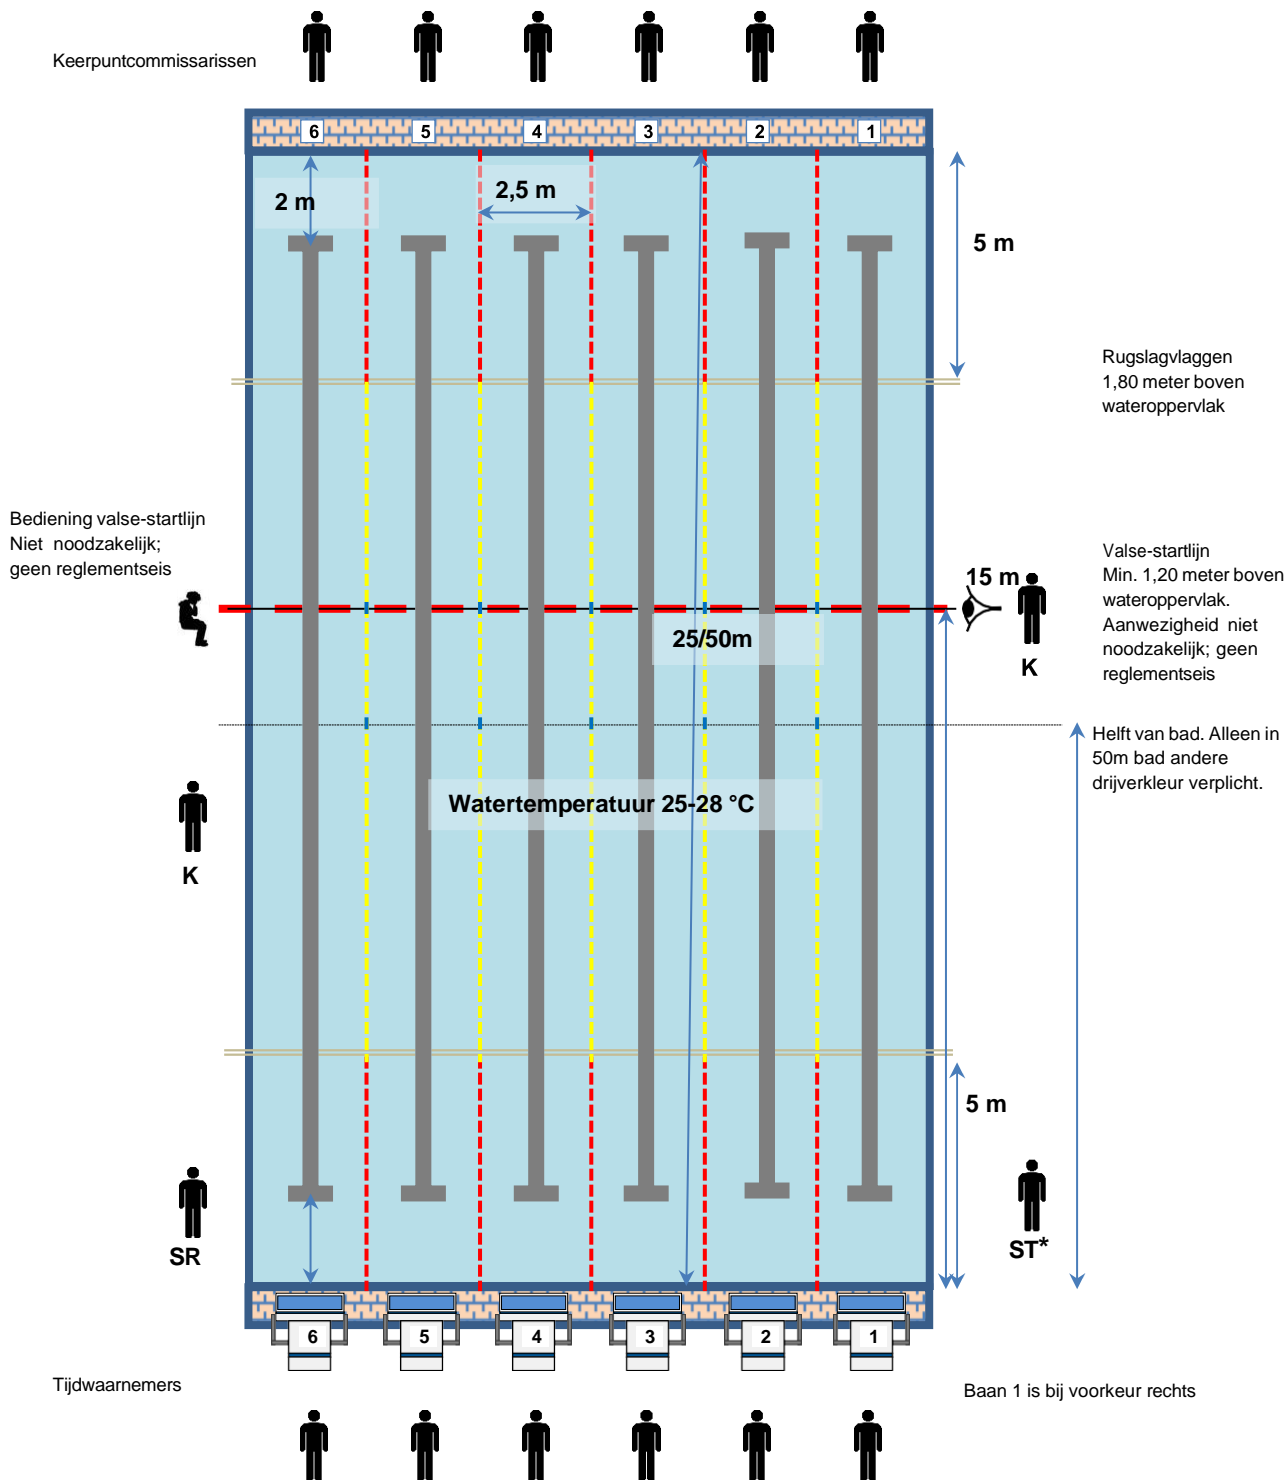 Keerpuntcommissarissen
6 5 4 3 2 1
2 m
2,5 m
5 m
Rugslagvlaggen
1,80 meter boven
wateroppervlak
Bediening valse-startlijn
Niet noodzakelijk;
geen reglementseis
15 m
K
Valse-startlijn
Min. 1,20 meter boven
wateroppervlak.
Aanwezigheid niet
noodzakelijk; geen
reglementseis
25/50m
Helft van bad. Alleen in
50m bad andere
drijverkleur verplicht.
Watertemperatuur 25-28 °C
K
5 m
SR
ST*
6 5 4 3 2 1
Tijdwaarnemers
Baan 1 is bij voorkeur rechts